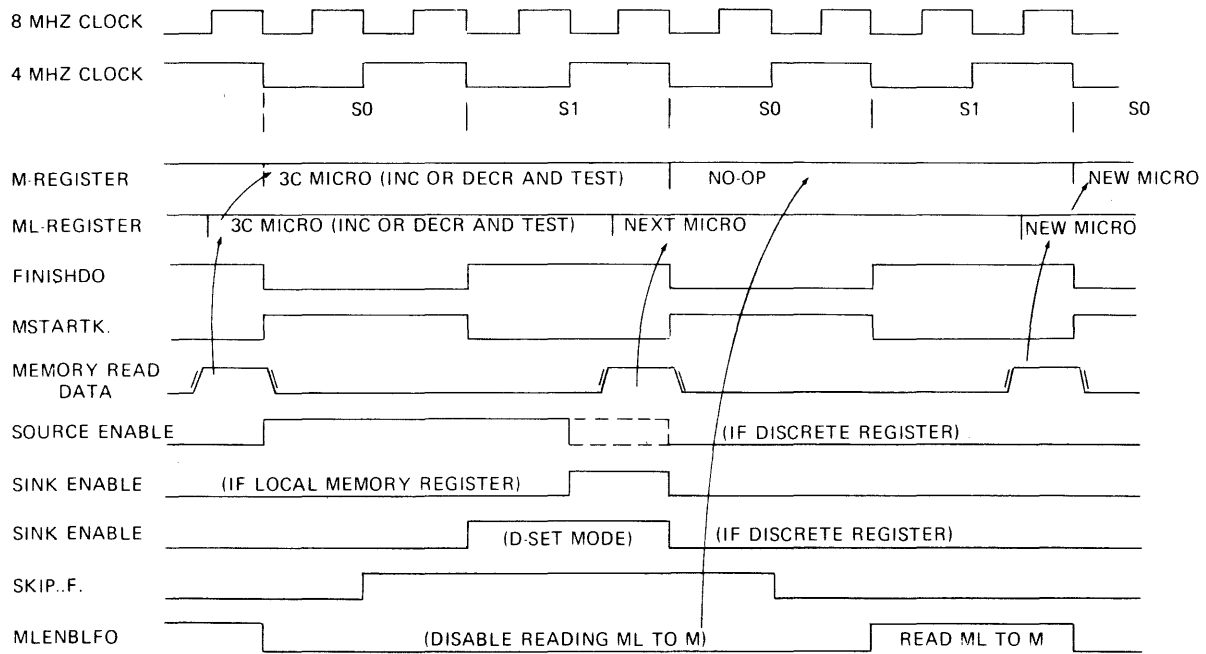 8 MHZ CLOCK
4 MHZ CLOCK
S0 S1 S0 S1 S0
M-REGISTER 3C MICRO (INC OR DECR AND TEST) NO-OP NEW MICRO
ML-REGISTER 3C MICRO (INC OR DECR AND TEST) NEXT MICRO NEW MICRO
FINISHDO
MSTARTK.
MEMORY READ
DATA
SOURCE ENABLE (IF DISCRETE REGISTER)
SINK ENABLE (IF LOCAL MEMORY REGISTER)
SINK ENABLE (D-SET MODE) (IF DISCRETE REGISTER)
SKIP..F.
MLENBLFO (DISABLE READING ML TO M) READ ML TO M